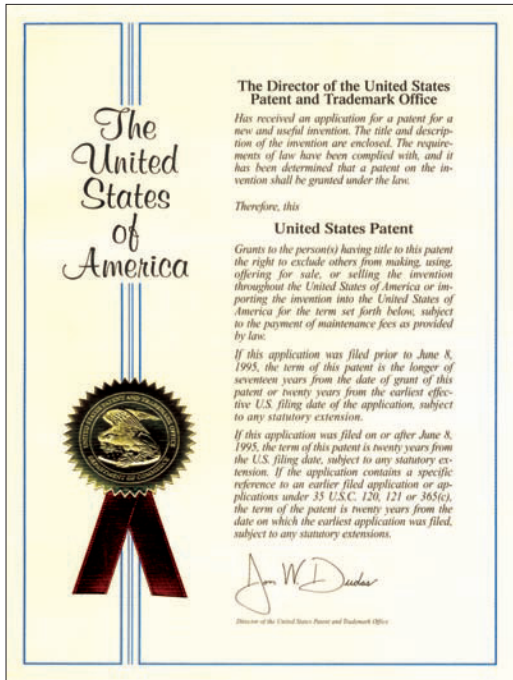 The
United
States
of
America
The Director of the United States
Patent and Trademark Office
Has received an application for a patent for a
new and useful invention. The title and descrip-
tion of the invention are enclosed. The require-
ments of law have been complied with, and it
has been determined that a patent on the in-
vention shall be granted under the law.
Therefore, this
United States Patent
Grants to the person(s) having title to this patent
the right to exclude others from making, using,
offering for sale, or selling the invention
throughout the United States of America or im-
porting the invention into the United States of
America for the term set forth below, subject
to the payment of maintenance fees as provided
by law.
If this application was filed prior to June 8,
1995, the term of this patent is the longer of
seventeen years from the date of grant of this
patent or twenty years from the earliest effec-
tive U.S. filing date of the application, subject
to any statutory extension.
If this application was filed on or after June 8,
1995, the term of this patent is twenty years from
the U.S. filing date, subject to any statutory ex-
tension. If the application contains a specific
reference to an earlier filed application or ap-
plications under 35 U.S.C. 120, 121 or 365(c),
the term of the patent is twenty years from the
date on which the earliest application was filed,
subject to any statutory extensions.
Jon W. Dudas
Director of the United States Patent and Trademark Office
UNITED STATES PATENT AND TRADEMARK OFFICE
DEPARTMENT OF